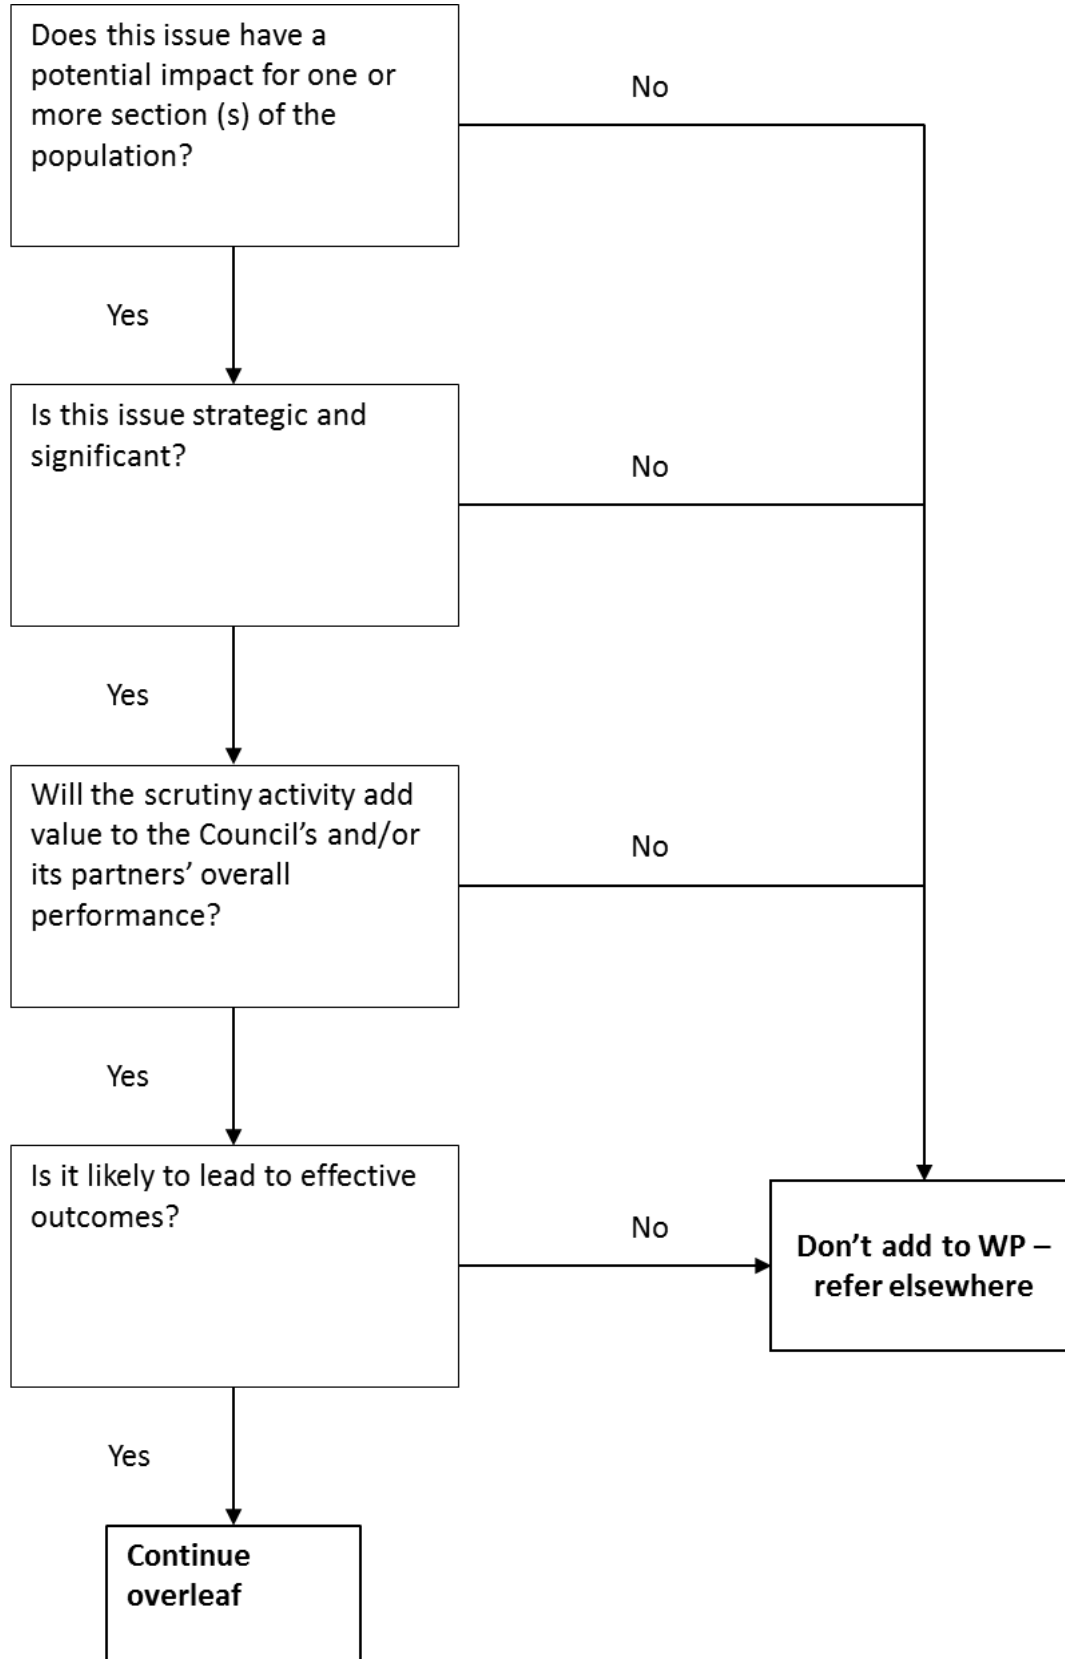 Does this issue have a
potential impact for one or
more section (s) of the
population?
No
Yes
Is this issue strategic and
significant?
No
Yes
Will the scrutiny activity add
value to the Council’s and/or
its partners’ overall
performance?
No
Yes
Is it likely to lead to effective
outcomes?
No
Don’t add to WP –
refer elsewhere
Yes
Continue
overleaf